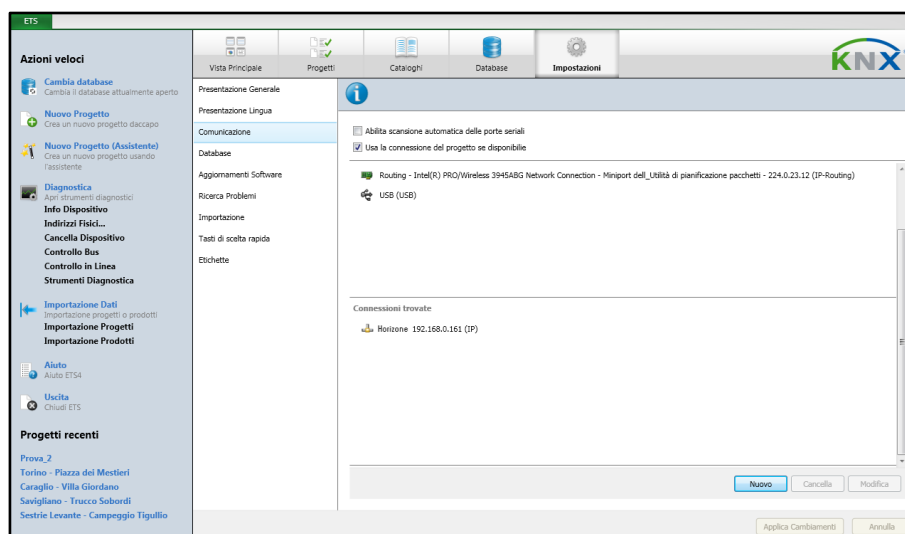 ETS
Azioni veloci
Cambia database
Cambia il database attualmente aperto
Nuovo Progetto
Crea un nuovo progetto daccapo
Nuovo Progetto (Assistente)
Crea un nuovo progetto usando
l'assistente
Diagnostica
Apri strumenti diagnostici
Info Dispositivo
Indirizzi Fisici...
Cancella Dispositivo
Controllo Bus
Controllo in Linea
Strumenti Diagnostica
Importazione Dati
Importazione progetti o prodotti
Importazione Progetti
Importazione Prodotti
Aiuto
Aiuto ETS4
Uscita
Chiudi ETS
Progetti recenti
Prova_2
Torino - Piazza dei Mestieri
Caraglio - Villa Giordano
Savigliano - Trucco Sobordi
Sestrie Levante - Campeggio Tigullio
Vista Principale
Progetti
Cataloghi
Database
Impostazioni
KNX
Presentazione Generale
Presentazione Lingua
Comunicazione
Database
Aggiornamenti Software
Ricerca Problemi
Importazione
Tasti di scelta rapida
Etichette
Abilita scansione automatica delle porte seriali
Usa la connessione del progetto se disponibilie
Routing - Intel(R) PRO/Wireless 3945ABG Network Connection - Miniport dell_Utilità di pianificazione pacchetti - 224.0.23.12 (IP-Routing)
USB (USB)
Connessioni trovate
Horizone 192.168.0.161 (IP)
Nuovo
Cancella
Modifica
Applica Cambiamenti
Annulla